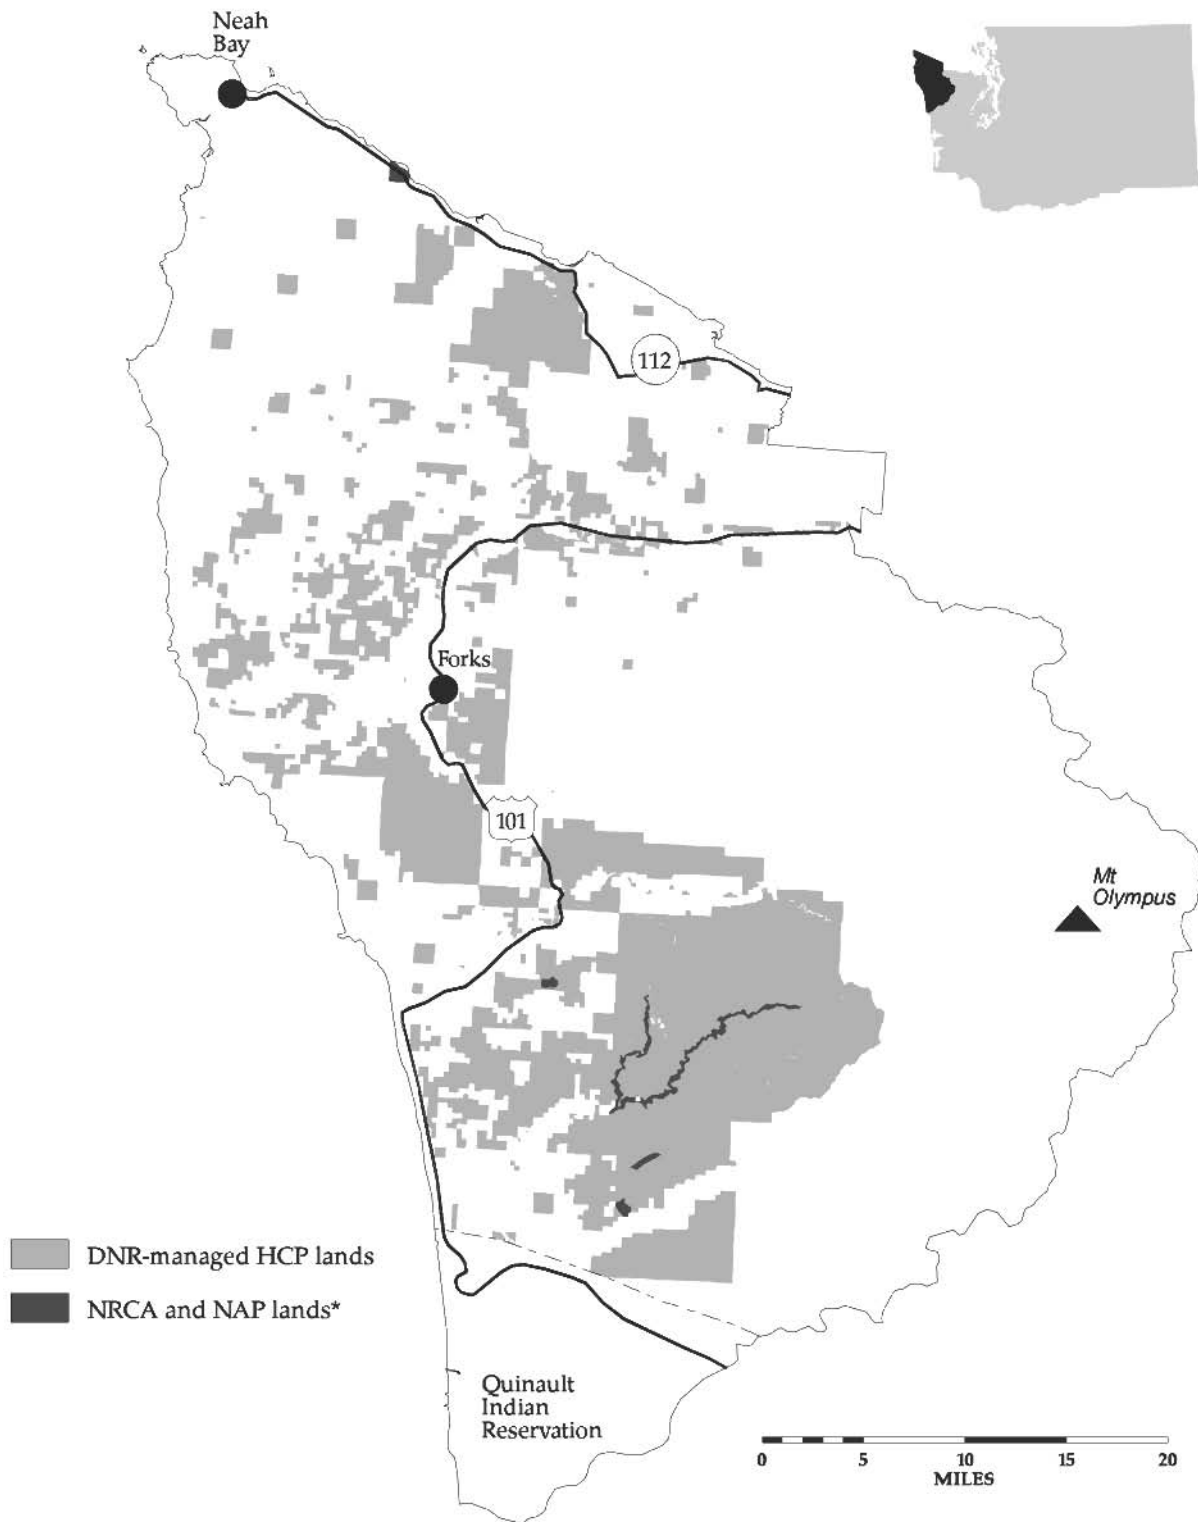 Neah
Bay
112
Forks
101
Mt
Olympus
DNR-managed HCP lands
NRCA and NAP lands*
Quinault
Indian
Reservation
0 5 10 15 20
MILES